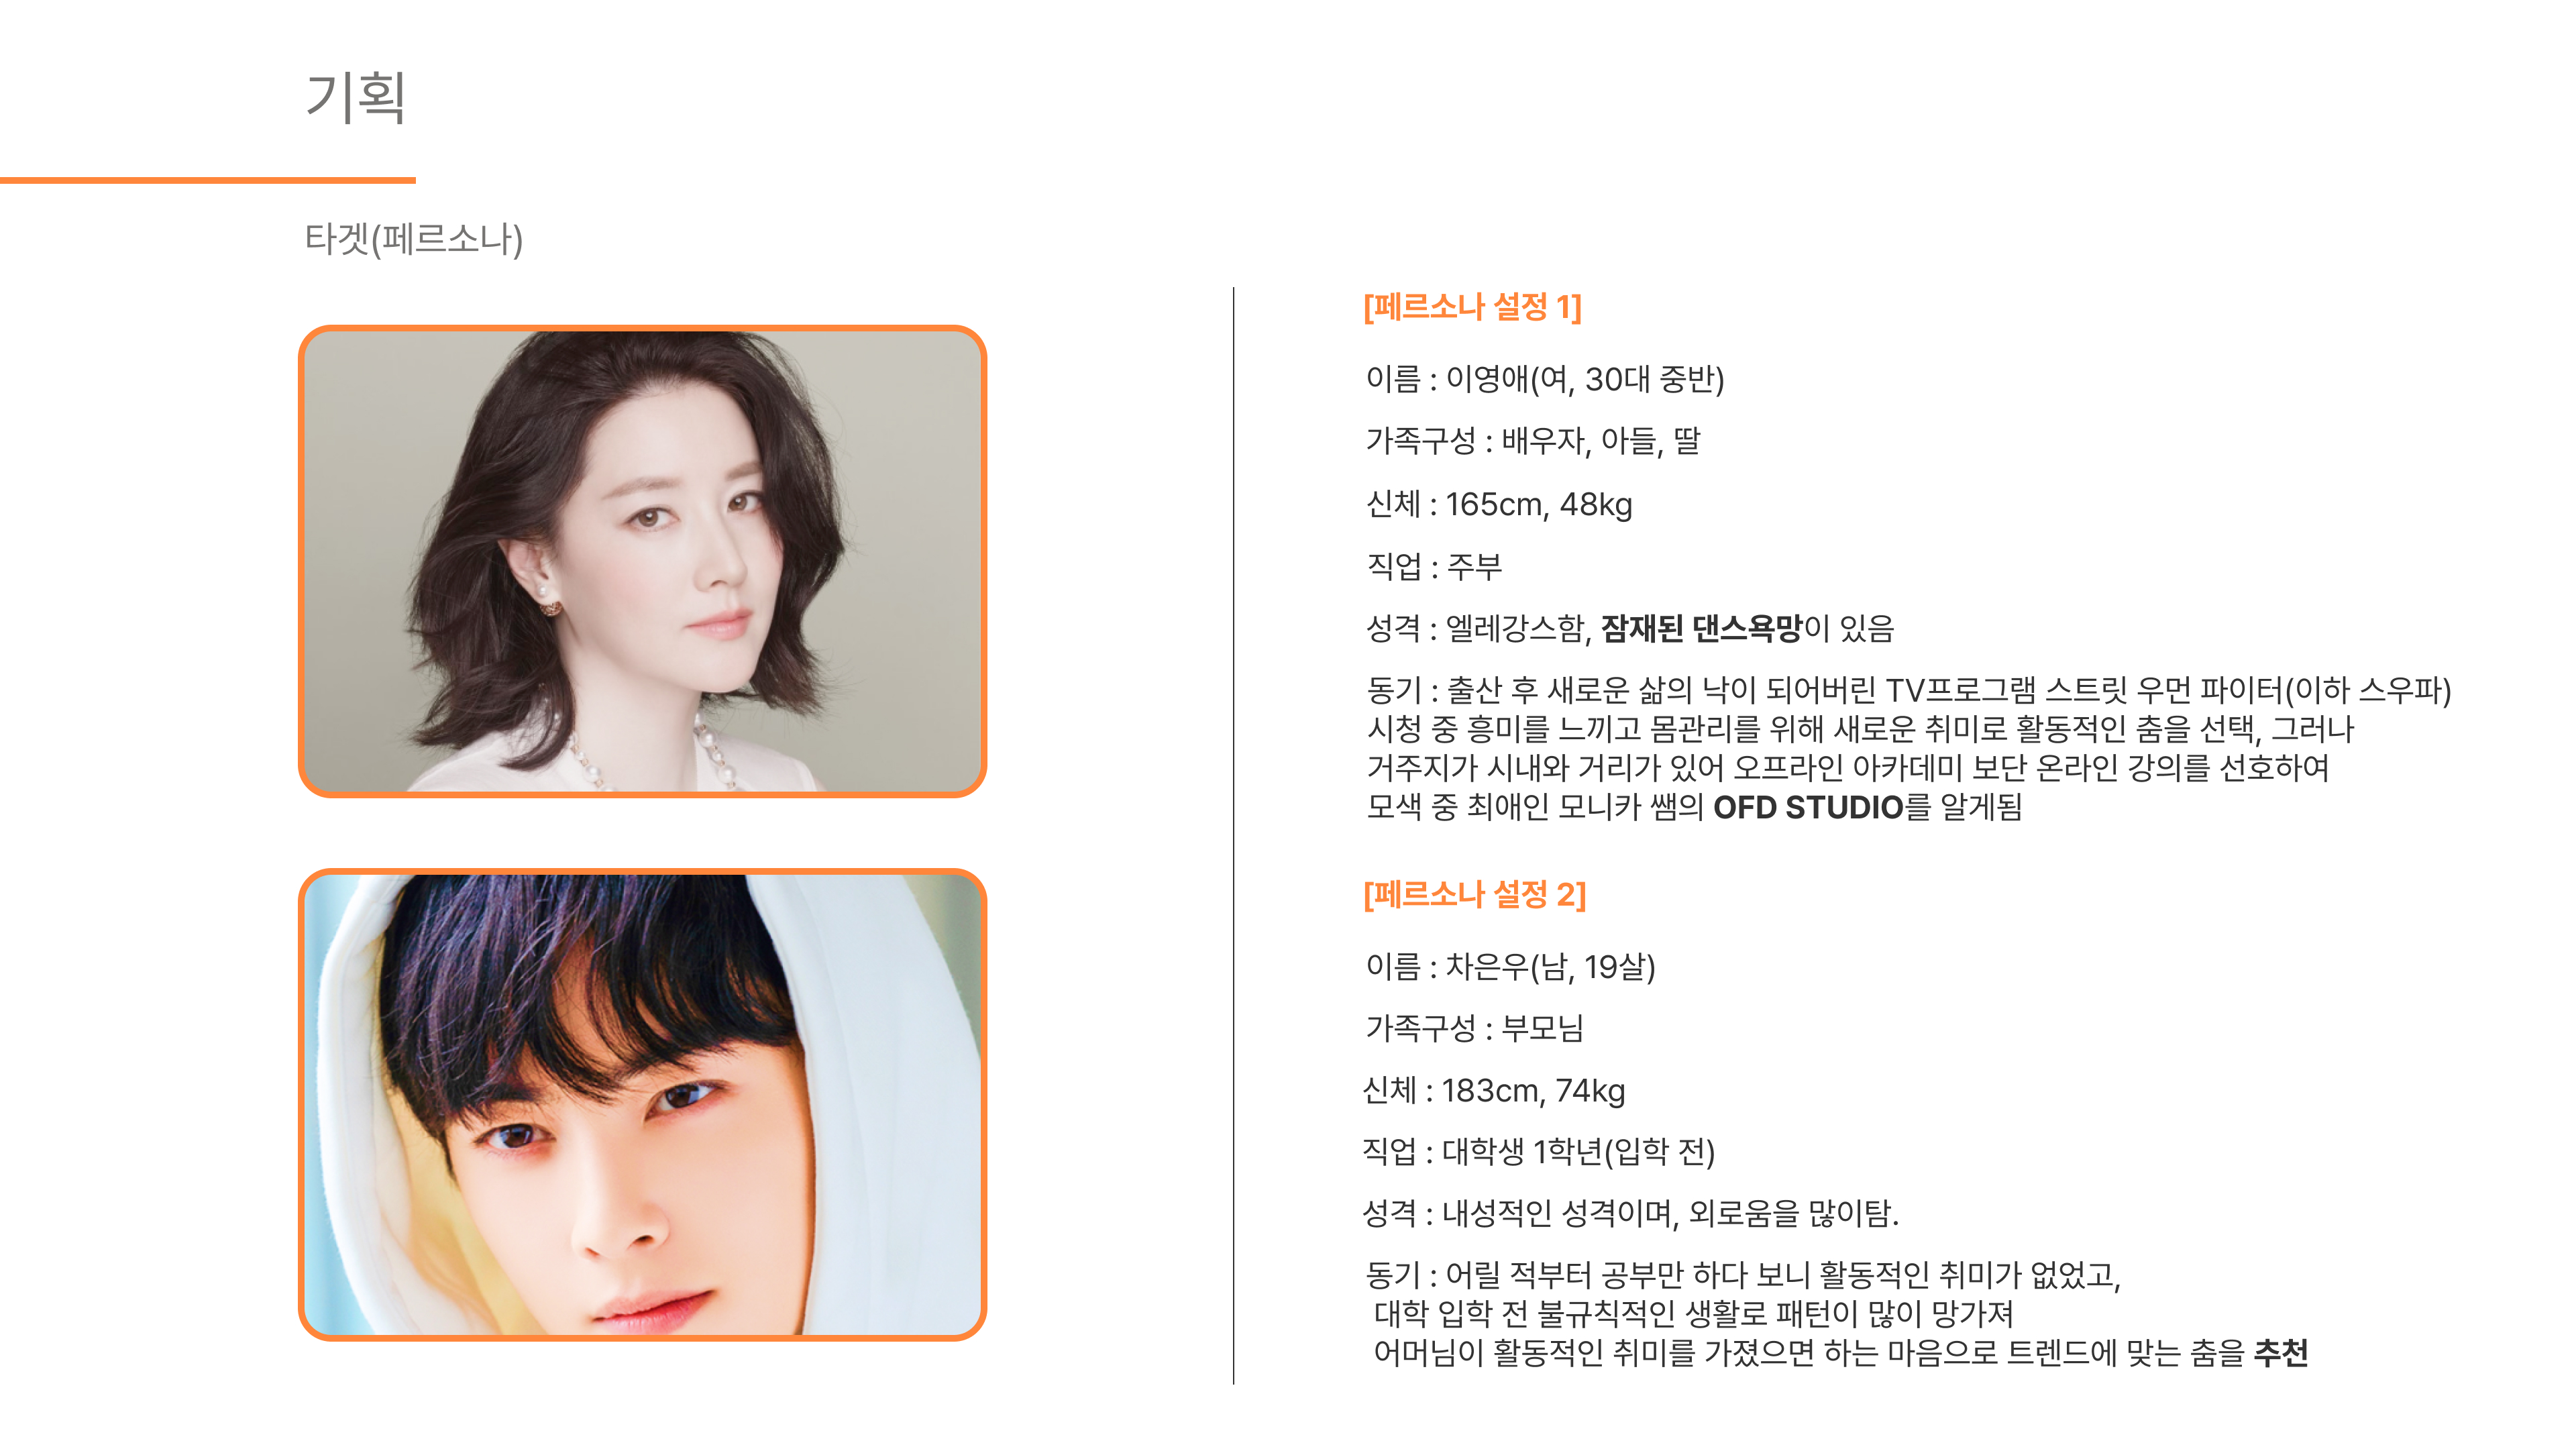 기획
타겟(페르소나)
[페르소나 설정 1]
이름 : 이영애(여, 30대 중반)
가족구성 : 배우자, 아들, 딸
신체 : 165cm, 48kg
직업 : 주부
성격 : 엘레강스함, 잠재된 댄스욕망이 있음
동기 : 출산 후 새로운 삶의 낙이 되어버린 TV프로그램 스트릿 우먼 파이터(이하 스우파)
시청 중 흥미를 느끼고 몸관리를 위해 새로운 취미로 활동적인 춤을 선택, 그러나
거주지가 시내와 거리가 있어 오프라인 아카데미 보단 온라인 강의를 선호하여
모색 중 최애인 모니카 쌤의 OFD STUDIO를 알게됨
[페르소나 설정 2]
이름 : 차은우(남, 19살)
가족구성 : 부모님
신체 : 183cm, 74kg
직업 : 대학생 1학년(입학 전)
성격 : 내성적인 성격이며, 외로움을 많이탐.
동기 : 어릴 적부터 공부만 하다 보니 활동적인 취미가 없었고,
대학 입학 전 불규칙적인 생활로 패턴이 많이 망가져
어머님이 활동적인 취미를 가졌으면 하는 마음으로 트렌드에 맞는 춤을 추천